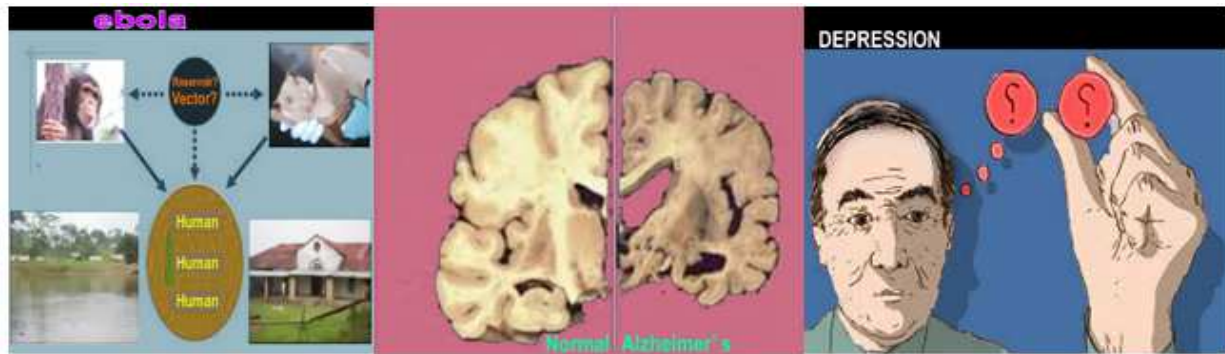 ebola
Reservoir?
Vector?
Human
Human
Human
Normal Alzheimer's
DEPRESSION
؟ ؟